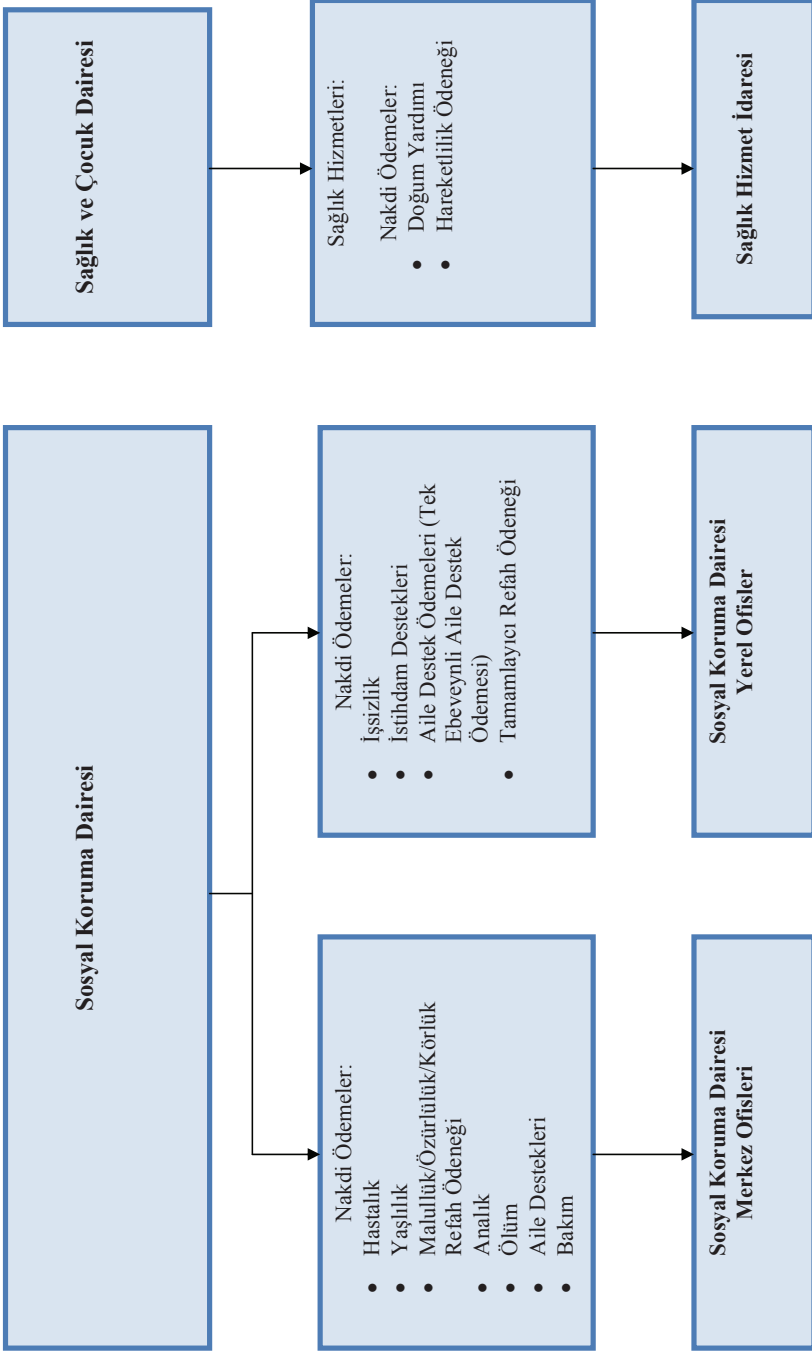 Sosyal Koruma Dairesi
Nakdi Ödemeler:
• Hastalık
• Yaşlılık
• Malullük/Özürlülük/Körlük
Refah Ödeneği
• Analık
• Ölüm
• Aile Destekleri
• Bakım
Sosyal Koruma Dairesi
Merkez Ofisleri
Nakdi Ödemeler:
• İşsizlik
• İstihdam Destekleri
• Aile Destek Ödemeleri (Tek
Ebeveynli Aile Destek
Ödemesi)
• Tamamlayıcı Refah Ödeneği
Sosyal Koruma Dairesi
Yerel Ofisler
Sağlık ve Çocuk Dairesi
Sağlık Hizmetleri:
Nakdi Ödemeler:
• Doğum Yardımı
• Hareketlilik Ödeneği
Sağlık Hizmet İdaresi